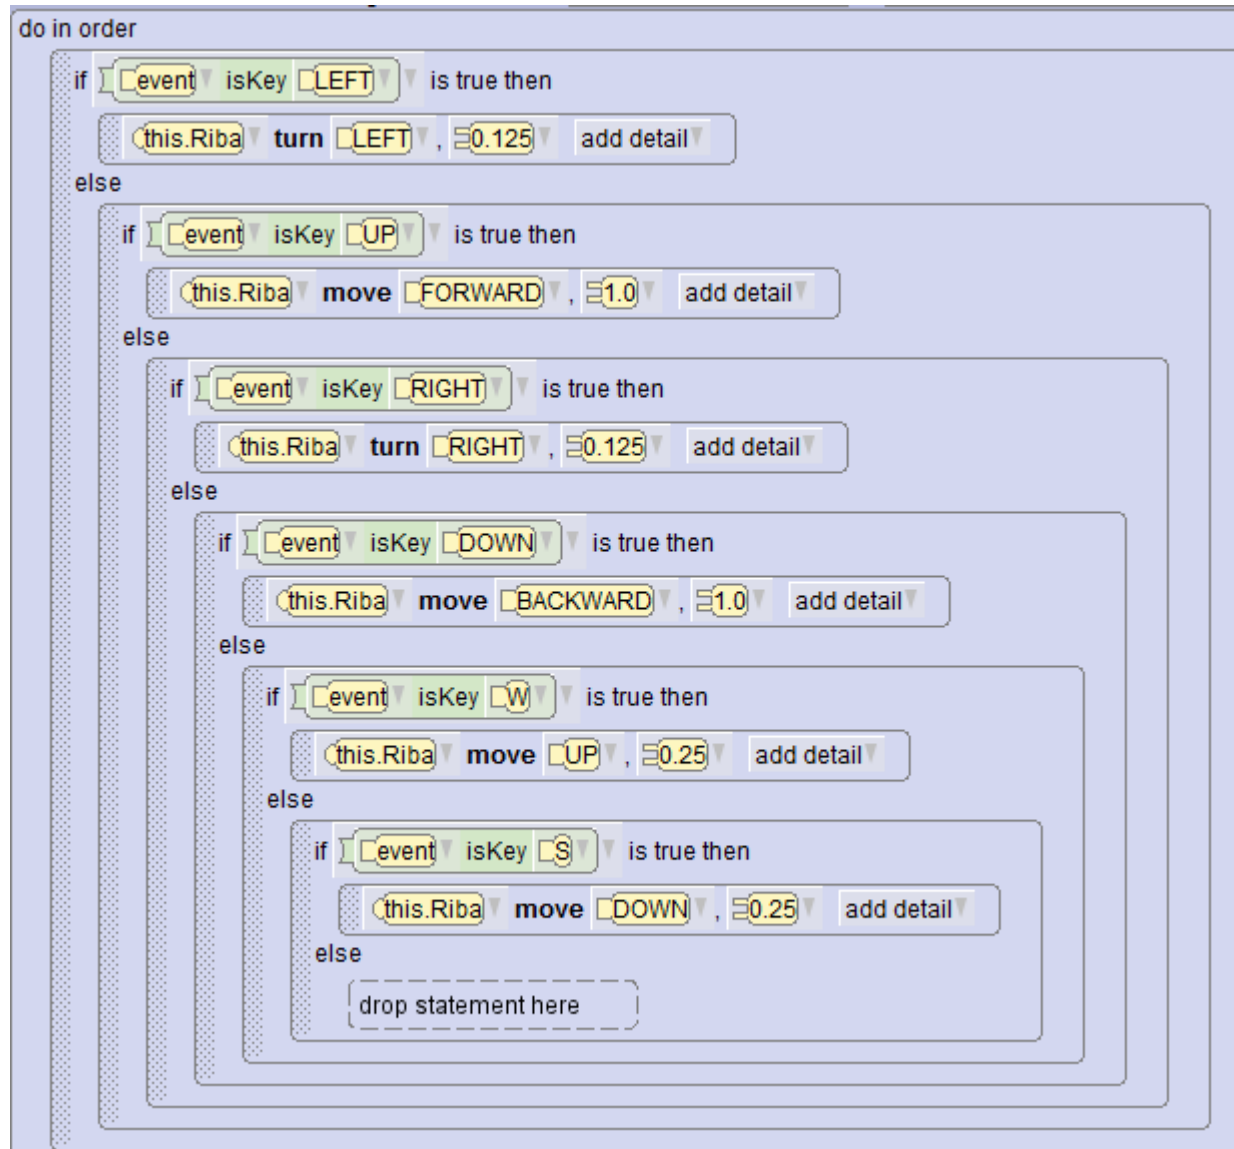 do in order
if event isKey LEFT is true then
this.Riba turn LEFT , 0.125 add detail
else
if event isKey UP is true then
this.Riba move FORWARD , 1.0 add detail
else
if event isKey RIGHT is true then
this.Riba turn RIGHT , 0.125 add detail
else
if event isKey DOWN is true then
this.Riba move BACKWARD , 1.0 add detail
else
if event isKey W is true then
this.Riba move UP , 0.25 add detail
else
if event isKey S is true then
this.Riba move DOWN , 0.25 add detail
else
drop statement here